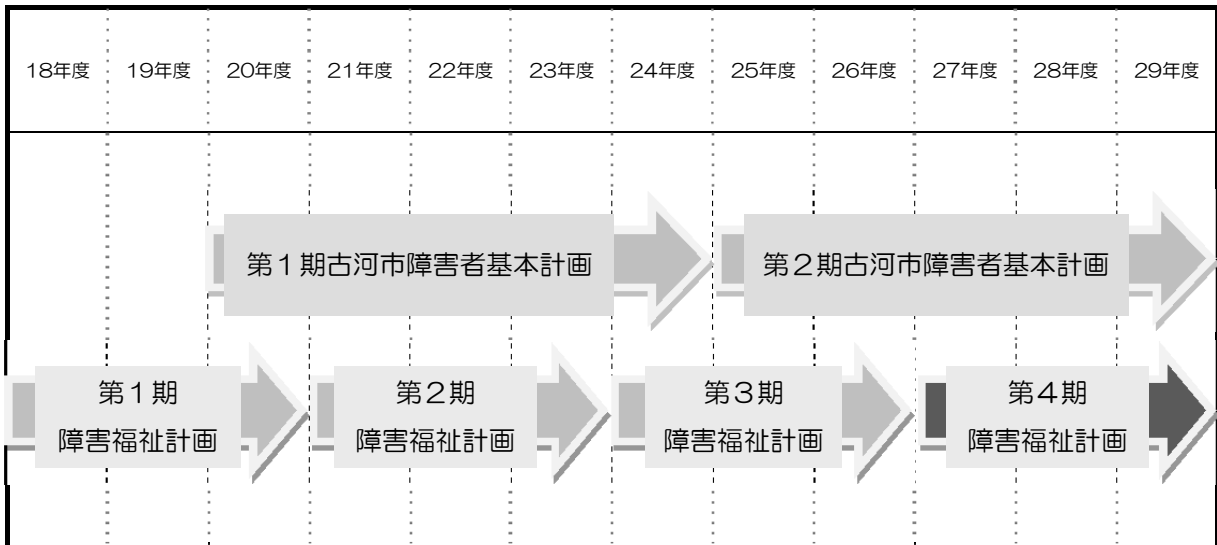 18年度 19年度 20年度 21年度 22年度 23年度 24年度 25年度 26年度 27年度 28年度 29年度
第1期古河市障害者基本計画 第2期古河市障害者基本計画
第1期 第2期 第3期 第4期
障害福祉計画 障害福祉計画 障害福祉計画 障害福祉計画